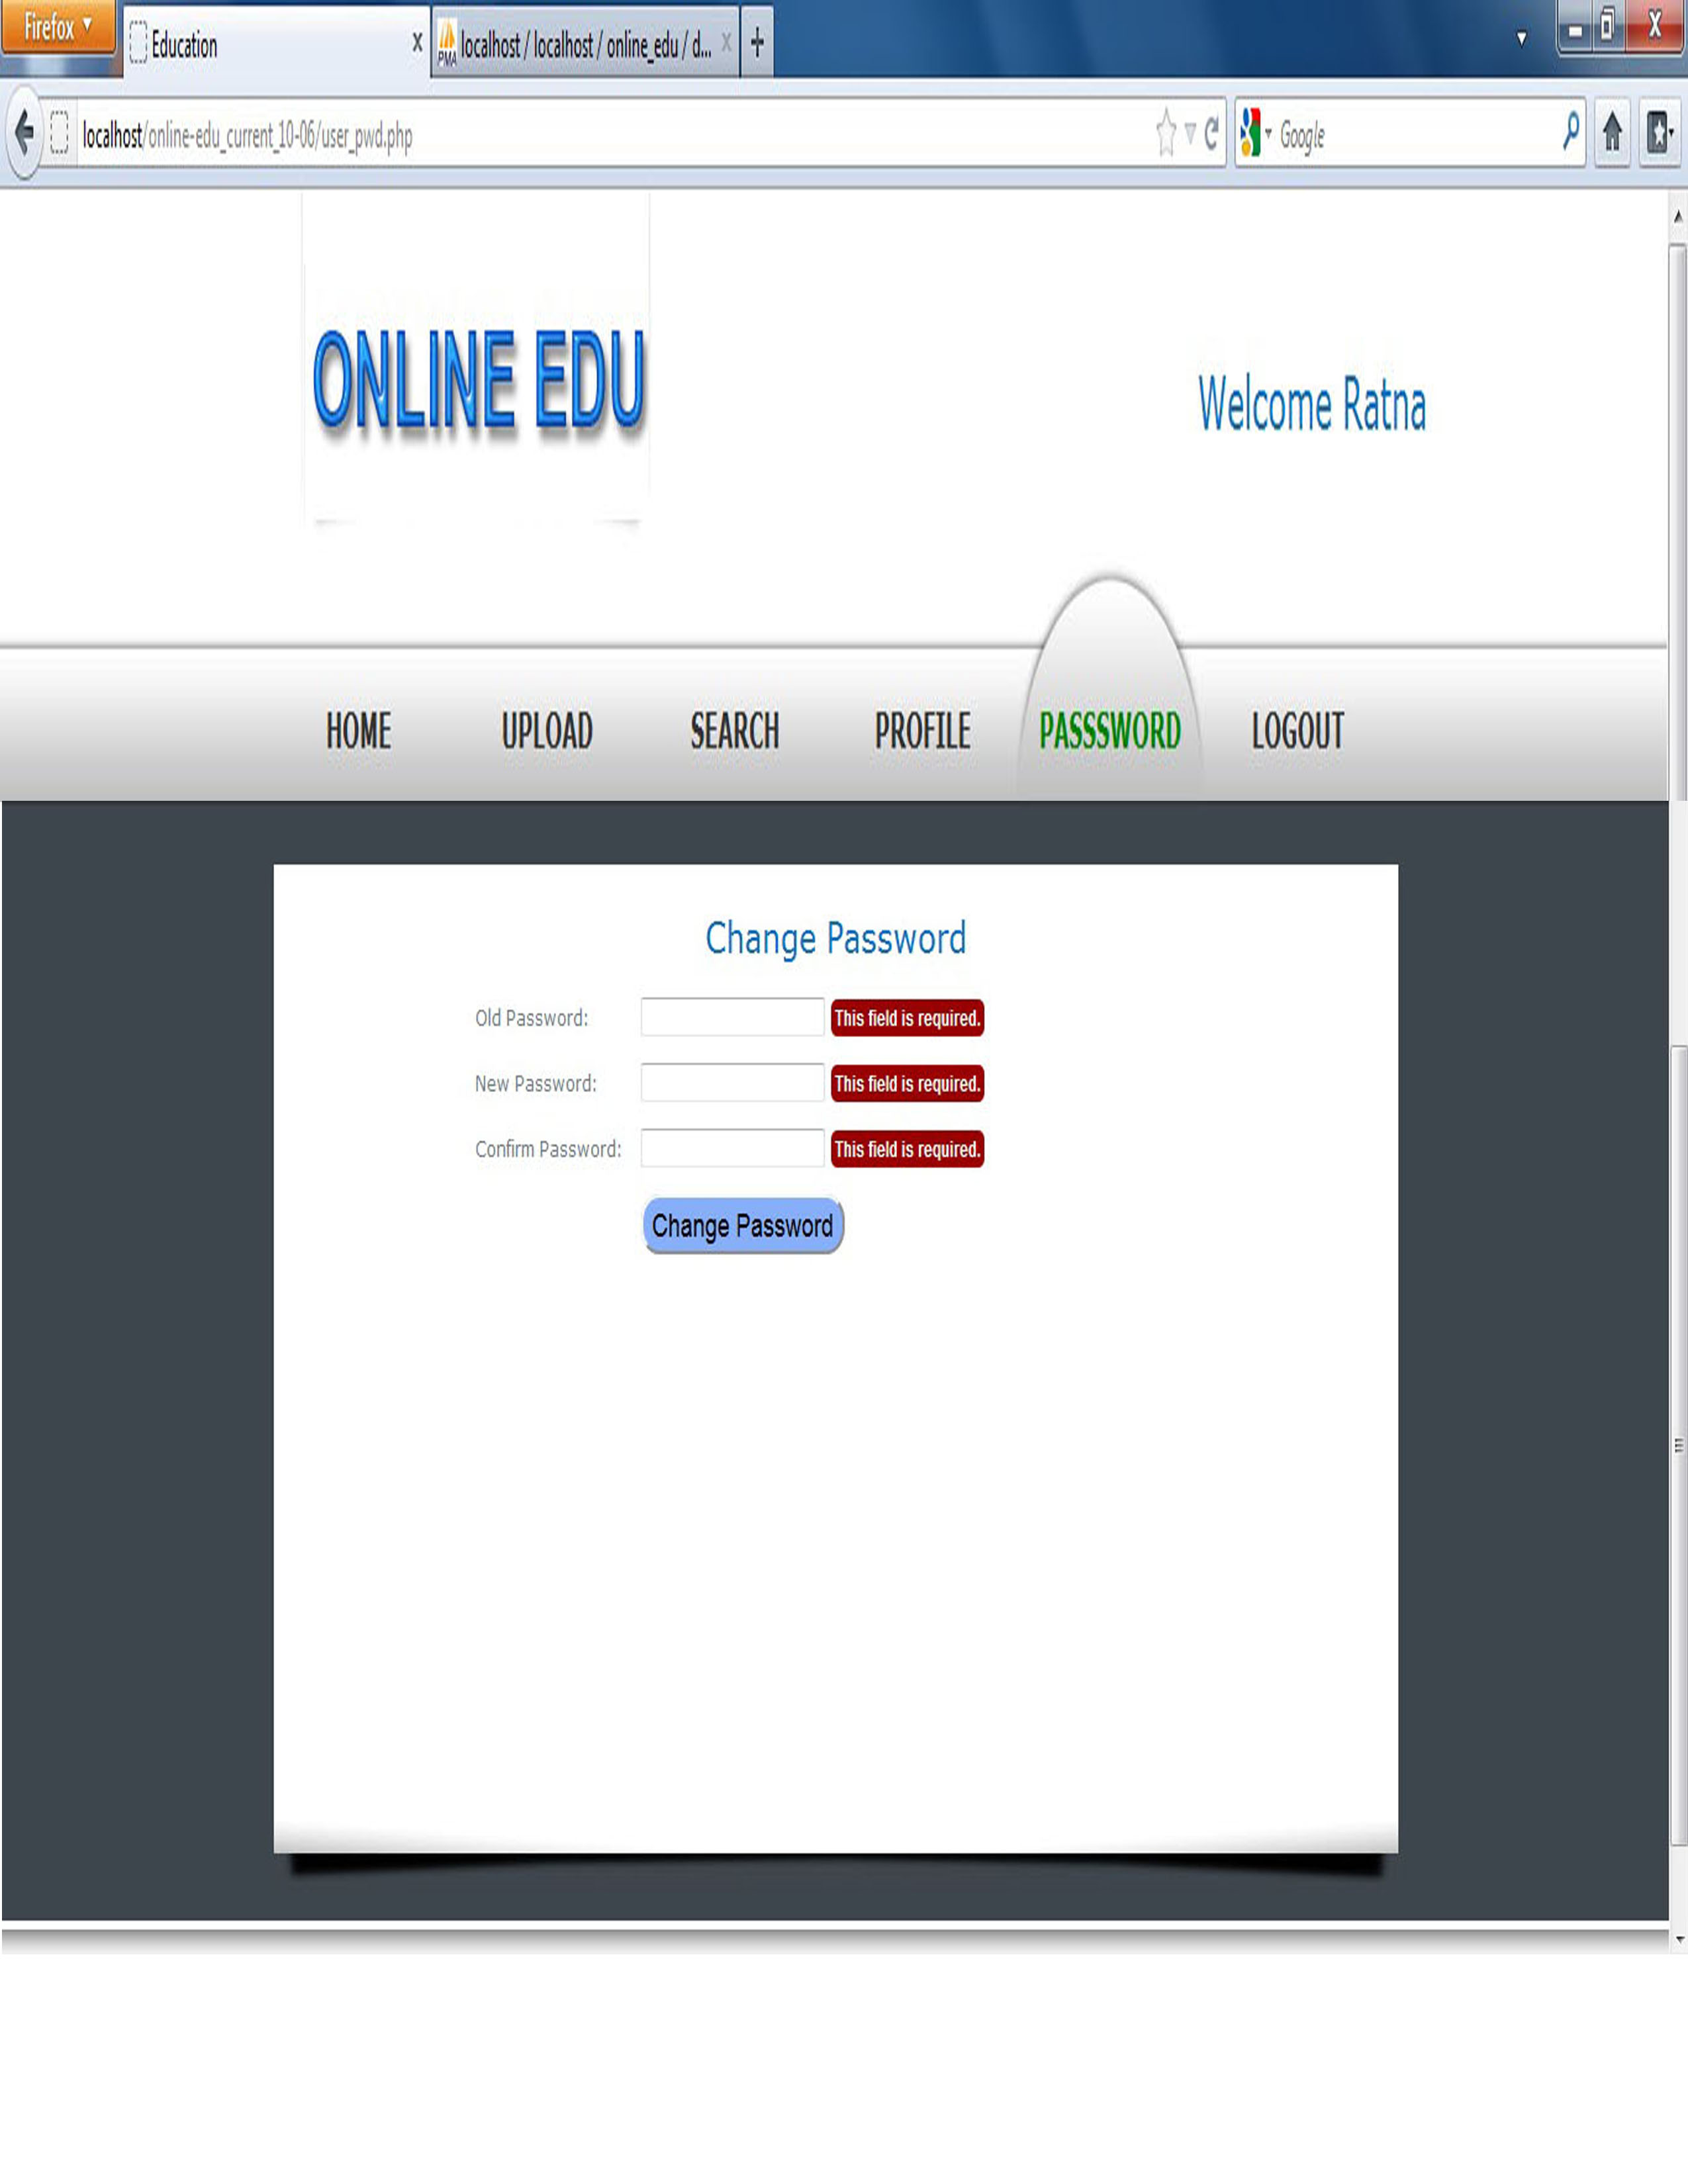 Firefox
Education
PMA localhost / localhost / online_edu / d...
localhost/online-edu_current_10-06/user_pwd.php
Google
ONLINE EDU
Welcome Ratna
HOME UPLOAD SEARCH PROFILE PASSSWORD LOGOUT
Change Password
Old Password: This field is required.
New Password: This field is required.
Confirm Password: This field is required.
Change Password